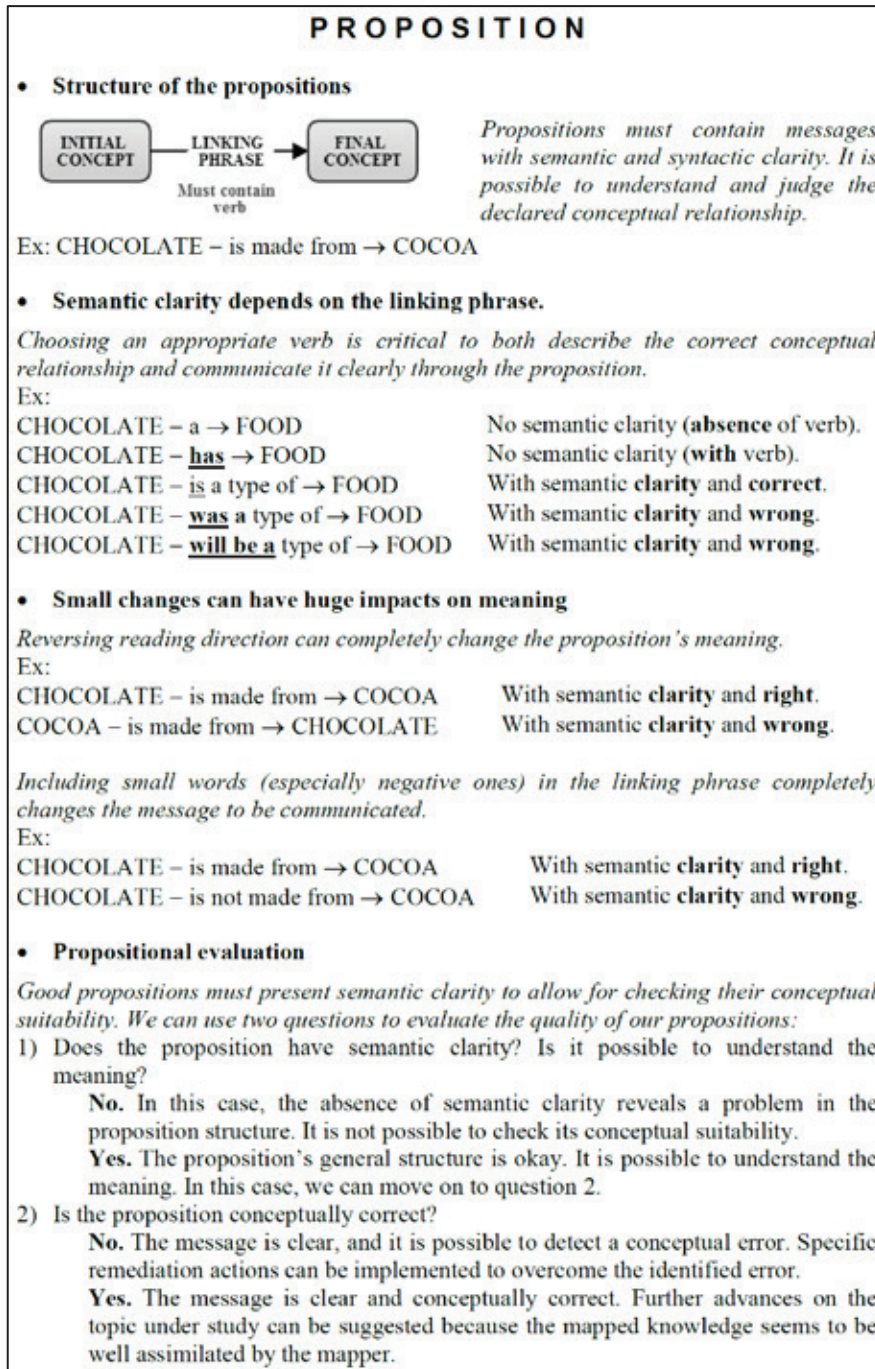 PROPOSITION
• Structure of the propositions
INITIAL CONCEPT
LINKING PHRASE
FINAL CONCEPT
Must contain verb
Propositions must contain messages
with semantic and syntactic clarity. It is
possible to understand and judge the
declared conceptual relationship.
Ex: CHOCOLATE – is made from → COCOA
• Semantic clarity depends on the linking phrase.
Choosing an appropriate verb is critical to both describe the correct conceptual
relationship and communicate it clearly through the proposition.
Ex:
CHOCOLATE – a → FOOD No semantic clarity (absence of verb).
CHOCOLATE – has → FOOD No semantic clarity (with verb).
CHOCOLATE – is a type of → FOOD With semantic clarity and correct.
CHOCOLATE – was a type of → FOOD With semantic clarity and wrong.
CHOCOLATE – will be a type of → FOOD With semantic clarity and wrong.
• Small changes can have huge impacts on meaning
Reversing reading direction can completely change the proposition's meaning.
Ex:
CHOCOLATE – is made from → COCOA With semantic clarity and right.
COCOA – is made from → CHOCOLATE With semantic clarity and wrong.
Including small words (especially negative ones) in the linking phrase completely
changes the message to be communicated.
Ex:
CHOCOLATE – is made from → COCOA With semantic clarity and right.
CHOCOLATE – is not made from → COCOA With semantic clarity and wrong.
• Propositional evaluation
Good propositions must present semantic clarity to allow for checking their conceptual
suitability. We can use two questions to evaluate the quality of our propositions:
1) Does the proposition have semantic clarity? Is it possible to understand the
meaning?
No. In this case, the absence of semantic clarity reveals a problem in the
proposition structure. It is not possible to check its conceptual suitability.
Yes. The proposition's general structure is okay. It is possible to understand the
meaning. In this case, we can move on to question 2.
2) Is the proposition conceptually correct?
No. The message is clear, and it is possible to detect a conceptual error. Specific
remediation actions can be implemented to overcome the identified error.
Yes. The message is clear and conceptually correct. Further advances on the
topic under study can be suggested because the mapped knowledge seems to be
well assimilated by the mapper.